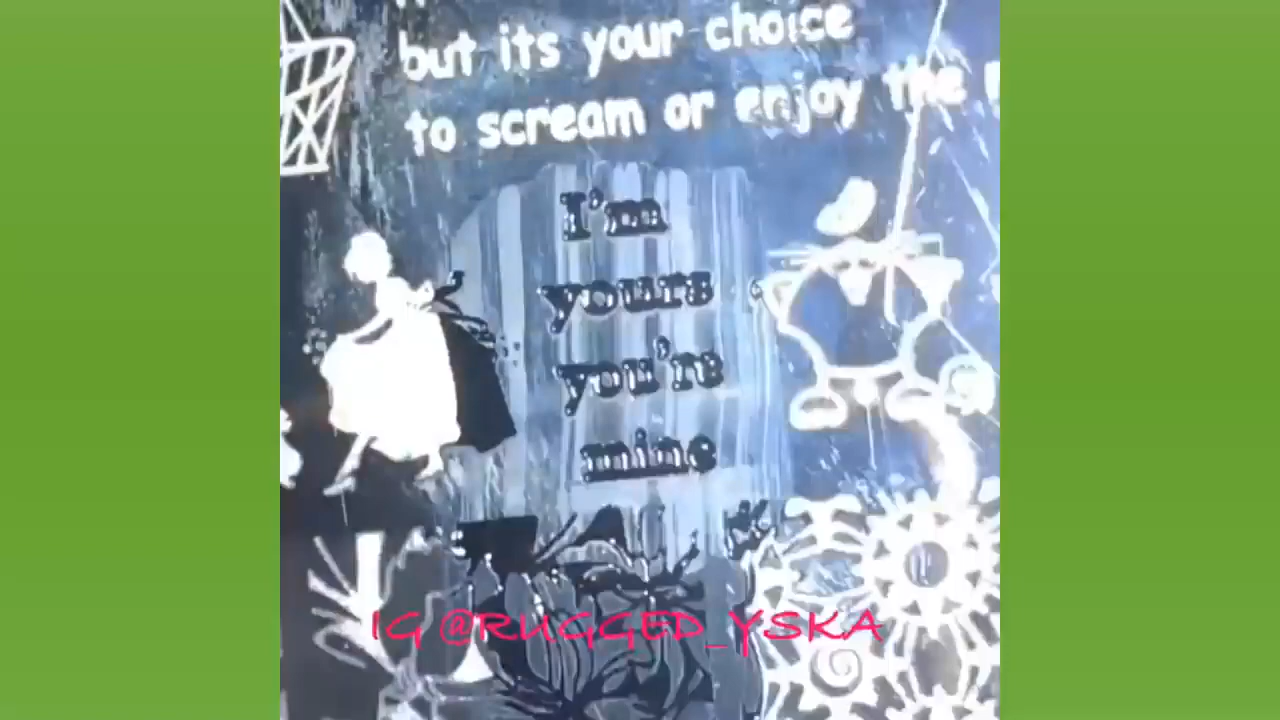 but its your choice
to scream or enjoy the
I'm
yours
you're
mine
IG @RUGGED_YSKA